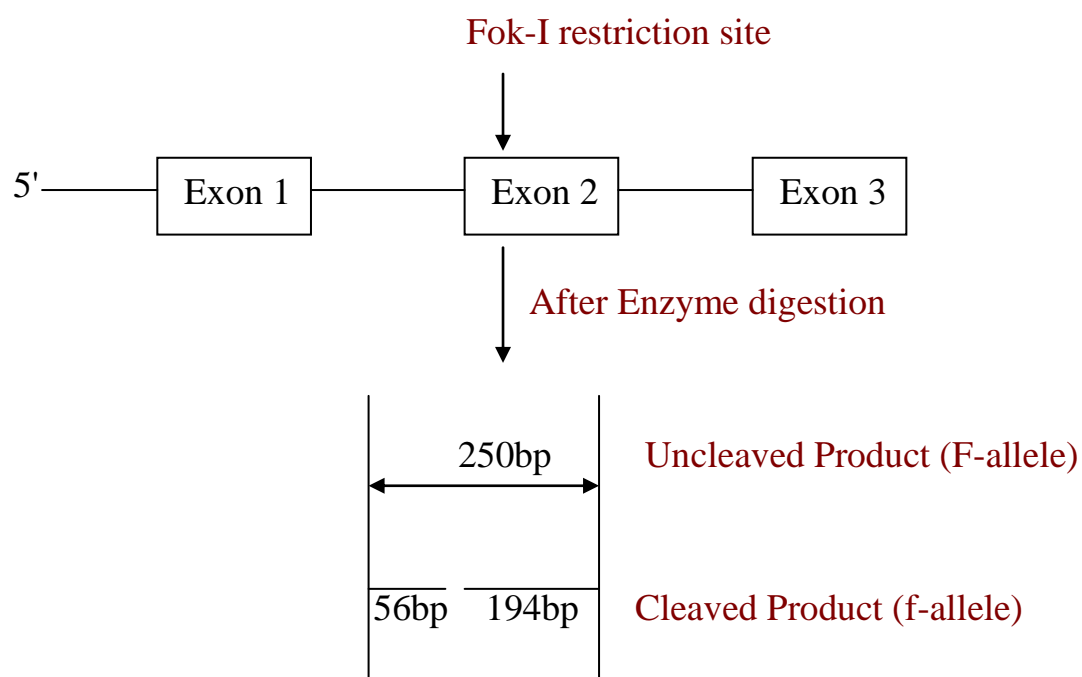 Fok-I restriction site
5' Exon 1 Exon 2 Exon 3
After Enzyme digestion
250bp Uncleaved Product (F-allele)
56bp 194bp Cleaved Product (f-allele)